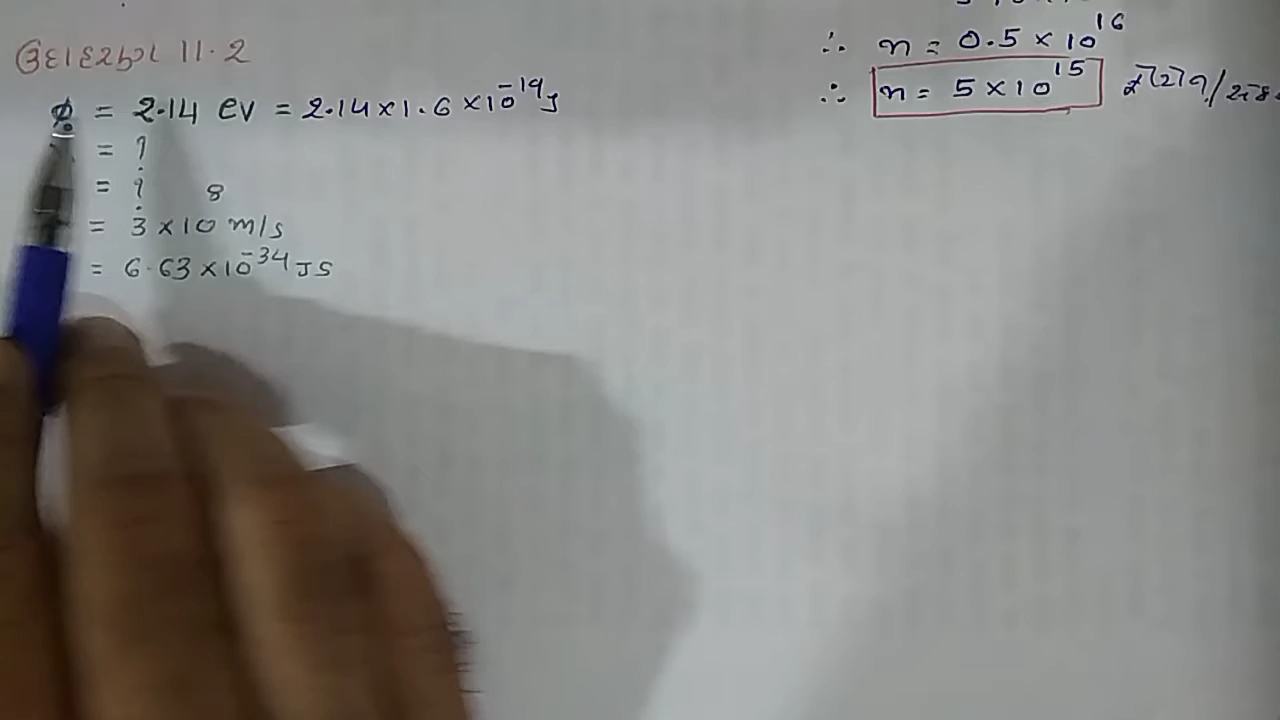 ઉદાહરણ 11.2
φ₀ = 2.14 eV = 2.14 × 1.6 × 10⁻¹⁹ J
= ?
= ?
= 3 × 10⁸ m/s
= 6.63 × 10⁻³⁴ JS
∴ n = 0.5 × 10¹⁶
∴ n = 5 × 10¹⁵